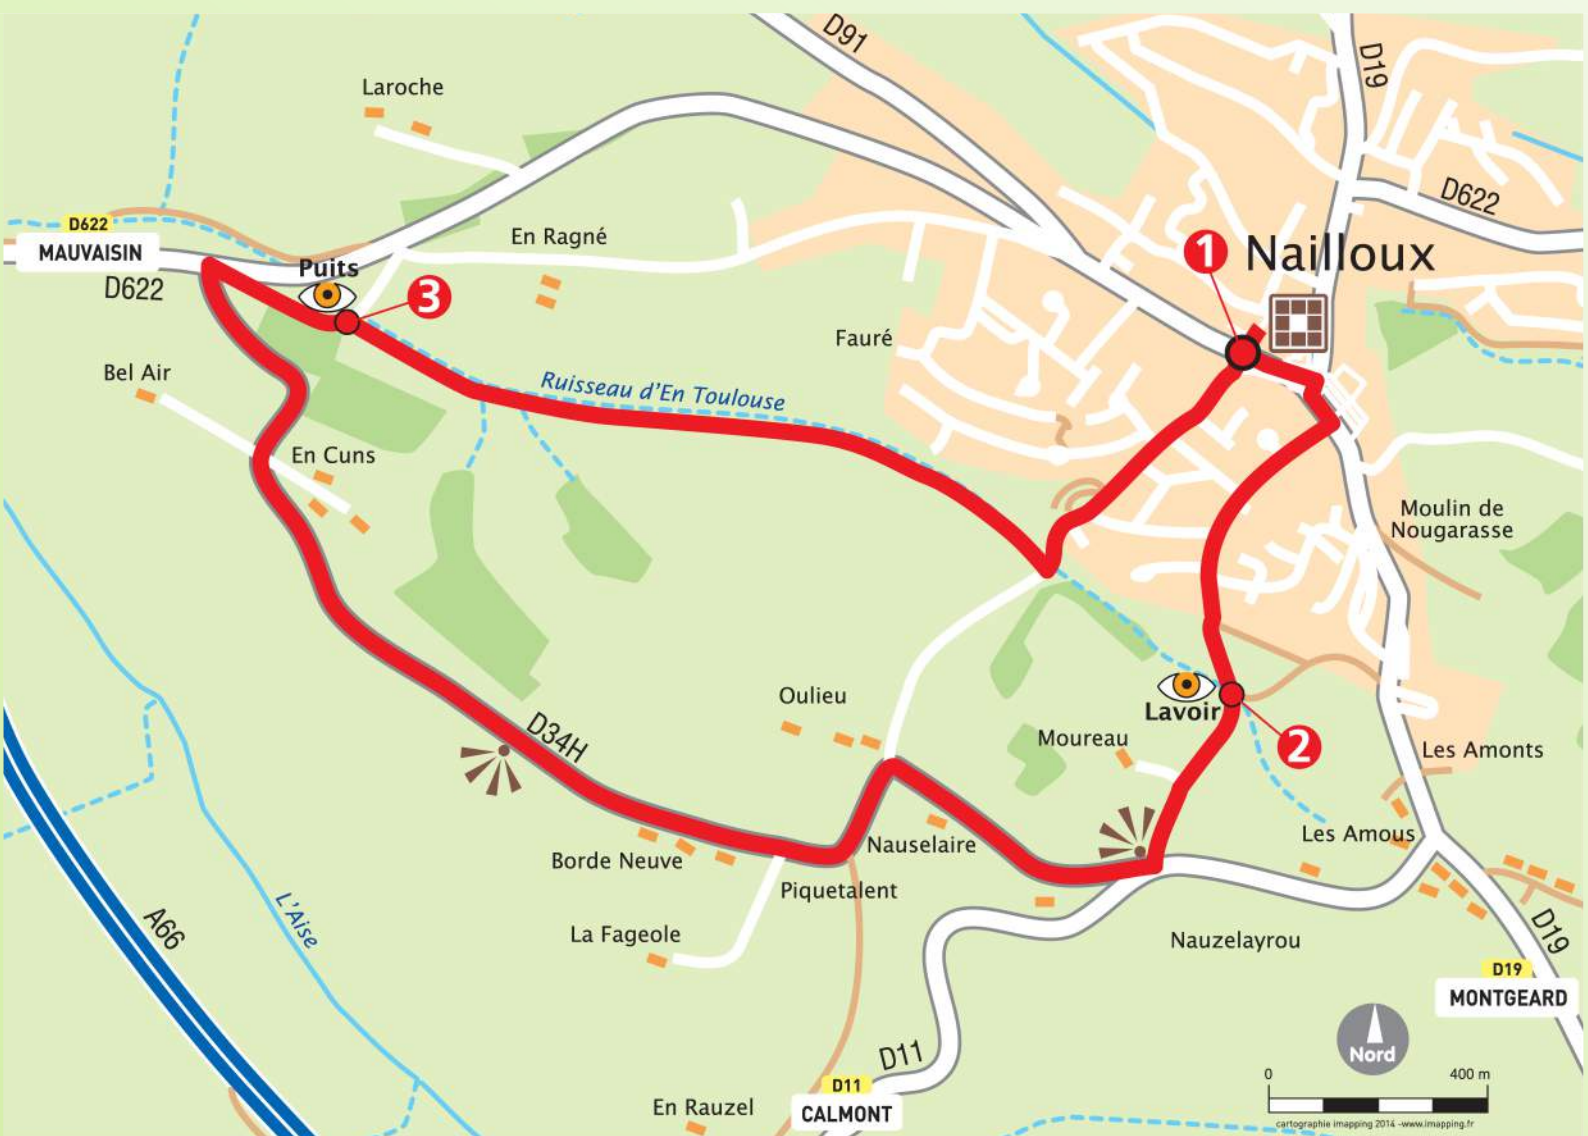 D91
D19
Laroche
D622
D622
MAUVAISIN
D622
En Ragné
Puits
3
1
Nailloux
Fauré
Bel Air
Ruisseau d'En Toulouse
En Cuns
Moulin de
Nougarasse
Oulieu
Lavoir
2
D34H
Moureau
Les Amonts
Les Amous
Nauselaire
Borde Neuve
Piquetalent
A66
L'Aise
La Fageole
Nauzelayrou
D19
D19
MONTGEARD
Nord
D11
D11
CALMONT
En Rauzel
0 400 m
cartographie imapping 2014 -www.imapping.fr